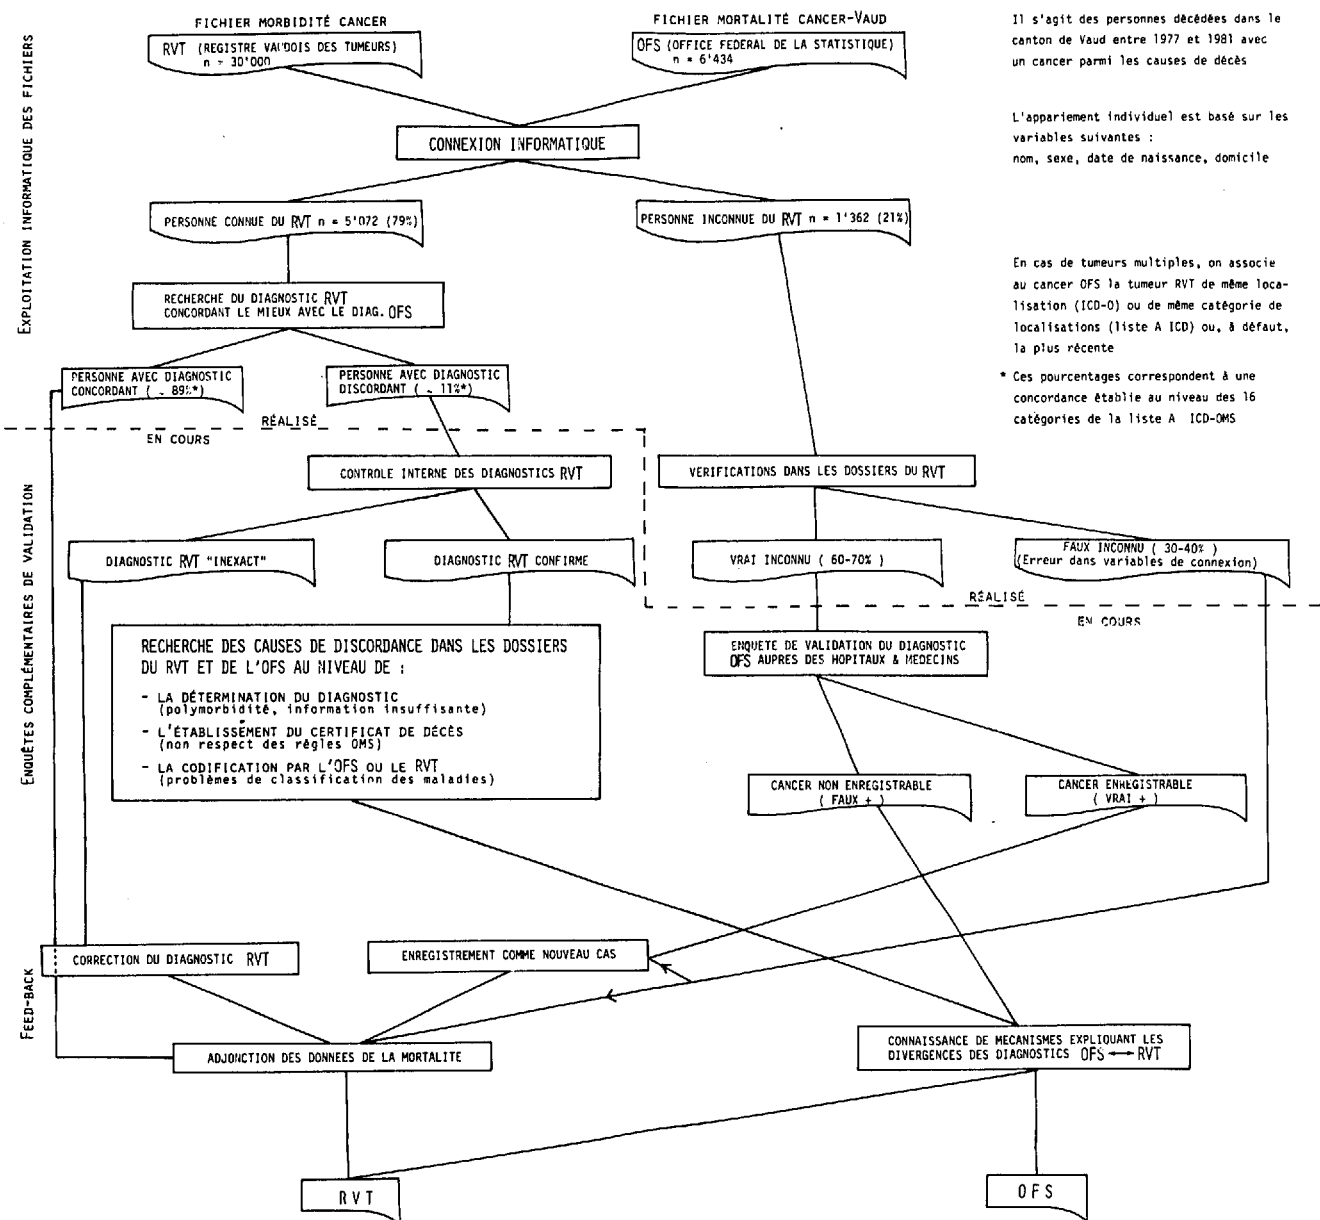 FICHIER MORBIDITÉ CANCER
RVT (REGISTRE VAUDOIS DES TUMEURS)
n = 30'000
FICHIER MORTALITÉ CANCER-VAUD
OFS (OFFICE FEDERAL DE LA STATISTIQUE)
n = 6'434
Il s'agit des personnes décédées dans le
canton de Vaud entre 1977 et 1981 avec
un cancer parmi les causes de décès
EXPLOITATION INFORMATIQUE DES FICHIERS
CONNEXION INFORMATIQUE
L'appariement individuel est basé sur les
variables suivantes :
nom, sexe, date de naissance, domicile
PERSONNE CONNUE DU RVT n = 5'072 (79%)
PERSONNE INCONNUE DU RVT n = 1'362 (21%)
RECHERCHE DU DIAGNOSTIC RVT
CONCORDANT LE MIEUX AVEC LE DIAG. OFS
En cas de tumeurs multiples, on associe
au cancer OFS la tumeur RVT de même loca-
lisation (ICD-O) ou de même catégorie de
localisations (liste A ICD) ou, à défaut,
la plus récente
PERSONNE AVEC DIAGNOSTIC
CONCORDANT ( ~ 89%*)
PERSONNE AVEC DIAGNOSTIC
DISCORDANT ( ~ 11%*)
* Ces pourcentages correspondent à une
concordance établie au niveau des 16
catégories de la liste A ICD-OMS
RÉALISÉ
EN COURS
ENQUÊTES COMPLÉMENTAIRES DE VALIDATION
CONTROLE INTERNE DES DIAGNOSTICS RVT
VERIFICATIONS DANS LES DOSSIERS DU RVT
DIAGNOSTIC RVT "INEXACT"
DIAGNOSTIC RVT CONFIRME
VRAI INCONNU ( 60-70% )
FAUX INCONNU ( 30-40% )
(Erreur dans variables de connexion)
RÉALISÉ
EN COURS
RECHERCHE DES CAUSES DE DISCORDANCE DANS LES DOSSIERS
DU RVT ET DE L'OFS AU NIVEAU DE :
- LA DÉTERMINATION DU DIAGNOSTIC
(polymorbidité, information insuffisante)
- L'ÉTABLISSEMENT DU CERTIFICAT DE DÉCÈS
(non respect des règles OMS)
- LA CODIFICATION PAR L'OFS OU LE RVT
(problèmes de classification des maladies)
ENQUETE DE VALIDATION DU DIAGNOSTIC
OFS AUPRES DES HOPITAUX & MEDECINS
CANCER NON ENREGISTRABLE
( FAUX + )
CANCER ENREGISTRABLE
( VRAI + )
FEED-BACK
CORRECTION DU DIAGNOSTIC RVT
ENREGISTREMENT COMME NOUVEAU CAS
ADJONCTION DES DONNEES DE LA MORTALITE
CONNAISSANCE DE MECANISMES EXPLIQUANT LES
DIVERGENCES DES DIAGNOSTICS OFS ⟷ RVT
RVT
OFS